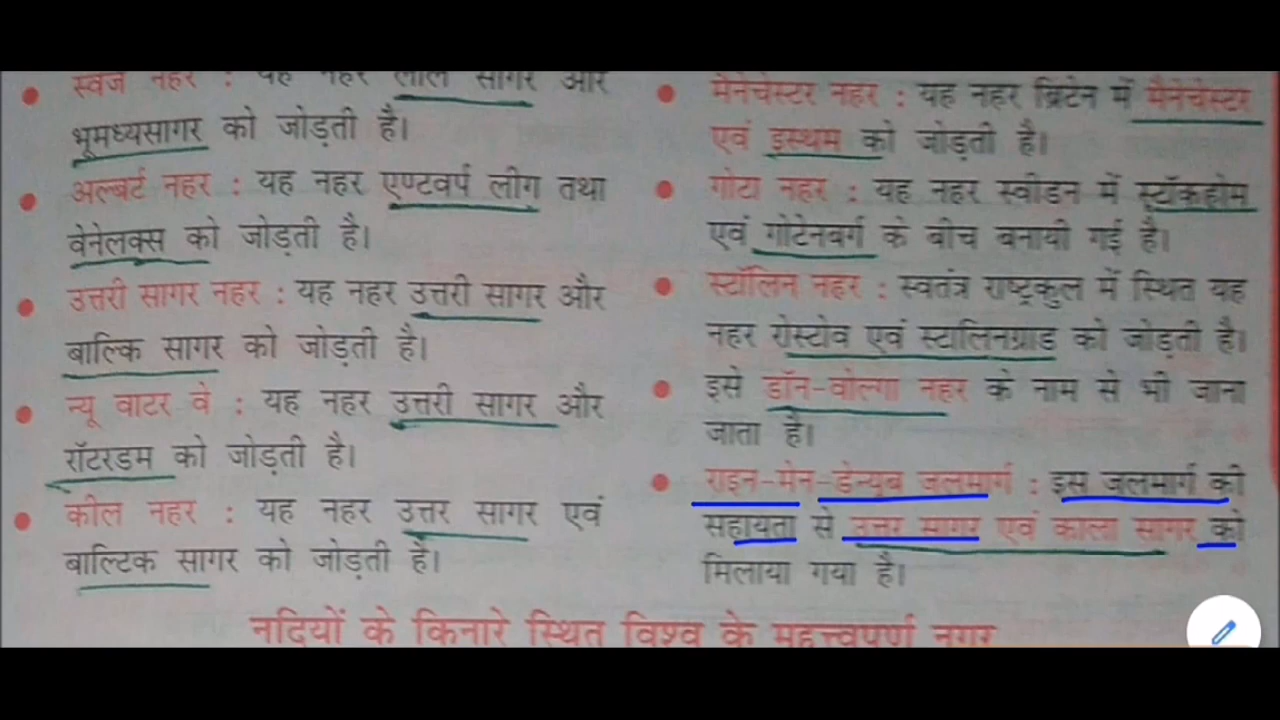 स्वेज नहर : यह नहर लाल सागर और
भूमध्यसागर को जोड़ती है।
अल्बर्ट नहर : यह नहर एण्टवर्प लीग तथा
वेनेलक्स को जोड़ती है।
उत्तरी सागर नहर : यह नहर उत्तरी सागर और
बाल्कि सागर को जोड़ती है।
न्यू वाटर वे : यह नहर उत्तरी सागर और
रॉटरडम को जोड़ती है।
कील नहर : यह नहर उत्तर सागर एवं
बाल्टिक सागर को जोड़ती है।
मैनेचेस्टर नहर : यह नहर ब्रिटेन में मैनेचेस्टर
एवं इस्थम को जोड़ती है।
गोटा नहर : यह नहर स्वीडन में स्टॉकहोम
एवं गोटेनबर्ग के बीच बनायी गई है।
स्टॉलिन नहर : स्वतंत्र राष्ट्रकुल में स्थित यह
नहर रोस्टोव एवं स्टालिनग्राड को जोड़ती है।
इसे डॉन-वोल्गा नहर के नाम से भी जाना
जाता है।
राइन-मेन-डेन्यूब जलमार्ग : इस जलमार्ग की
सहायता से उत्तर सागर एवं काला सागर को
मिलाया गया है।
नदियों के किनारे स्थित विश्व के महत्त्वपूर्ण नगर